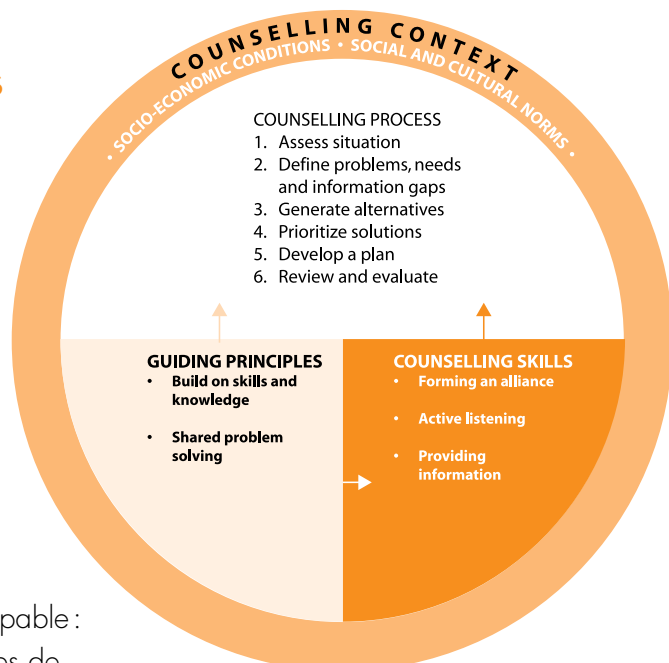 COUNSELLING CONTEXT
• SOCIO-ECONOMIC CONDITIONS • SOCIAL AND CULTURAL NORMS •
COUNSELLING PROCESS
1. Assess situation
2. Define problems, needs
and information gaps
3. Generate alternatives
4. Prioritize solutions
5. Develop a plan
6. Review and evaluate
GUIDING PRINCIPLES
• Build on skills and
knowledge
• Shared problem
solving
COUNSELLING SKILLS
• Forming an alliance
• Active listening
• Providing
information
pable :